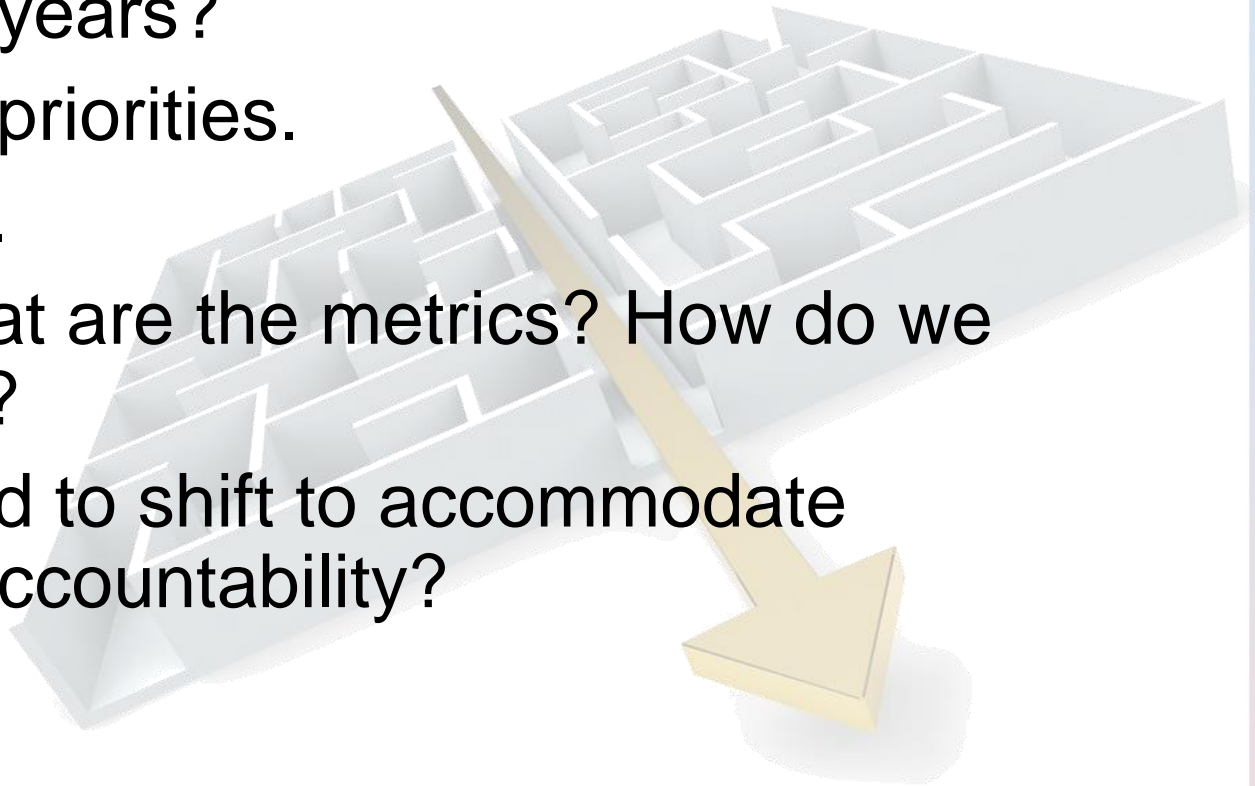 years?
priorities.
.
at are the metrics? How do we
?
d to shift to accommodate
ccountability?